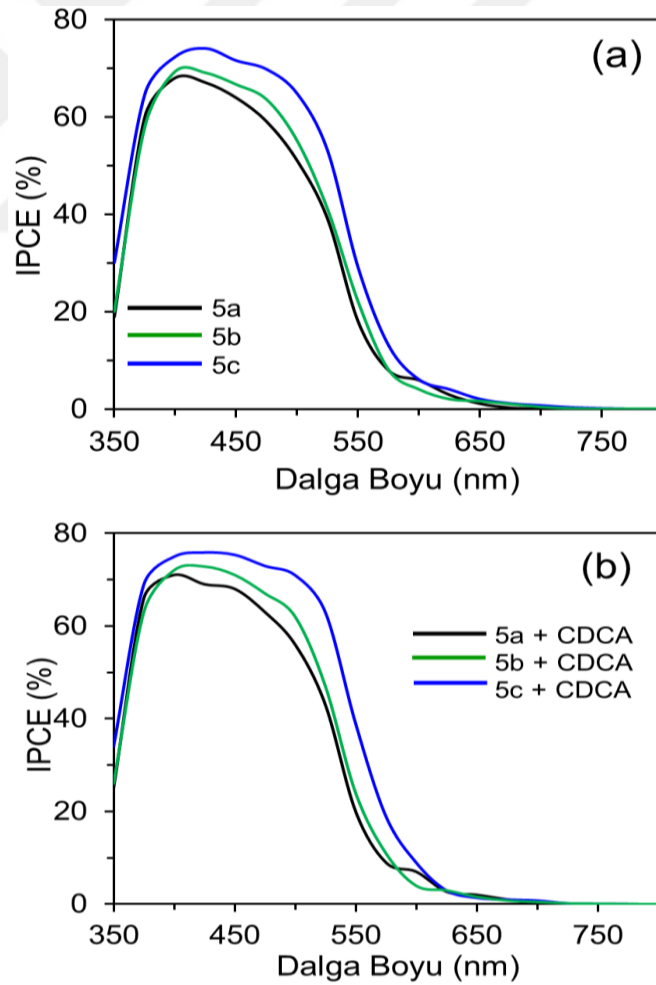 80
(a)
60
IPCE (%)
40
20
5a
5b
5c
0
350 450 550 650 750
Dalga Boyu (nm)
80
(b)
60
5a + CDCA
5b + CDCA
5c + CDCA
IPCE (%)
40
20
0
350 450 550 650 750
Dalga Boyu (nm)